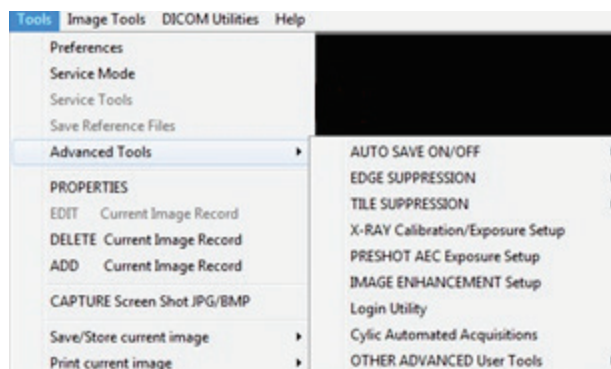 Tools Image Tools DICOM Utilities Help
Preferences
Service Mode
Service Tools
Save Reference Files
Advanced Tools
PROPERTIES
EDIT Current Image Record
DELETE Current Image Record
ADD Current Image Record
CAPTURE Screen Shot JPG/BMP
Save/Store current image
Print current image
AUTO SAVE ON/OFF
EDGE SUPPRESSION
TILE SUPPRESSION
X-RAY Calibration/Exposure Setup
PRESHOT AEC Exposure Setup
IMAGE ENHANCEMENT Setup
Login Utility
Cylic Automated Acquisitions
OTHER ADVANCED User Tools